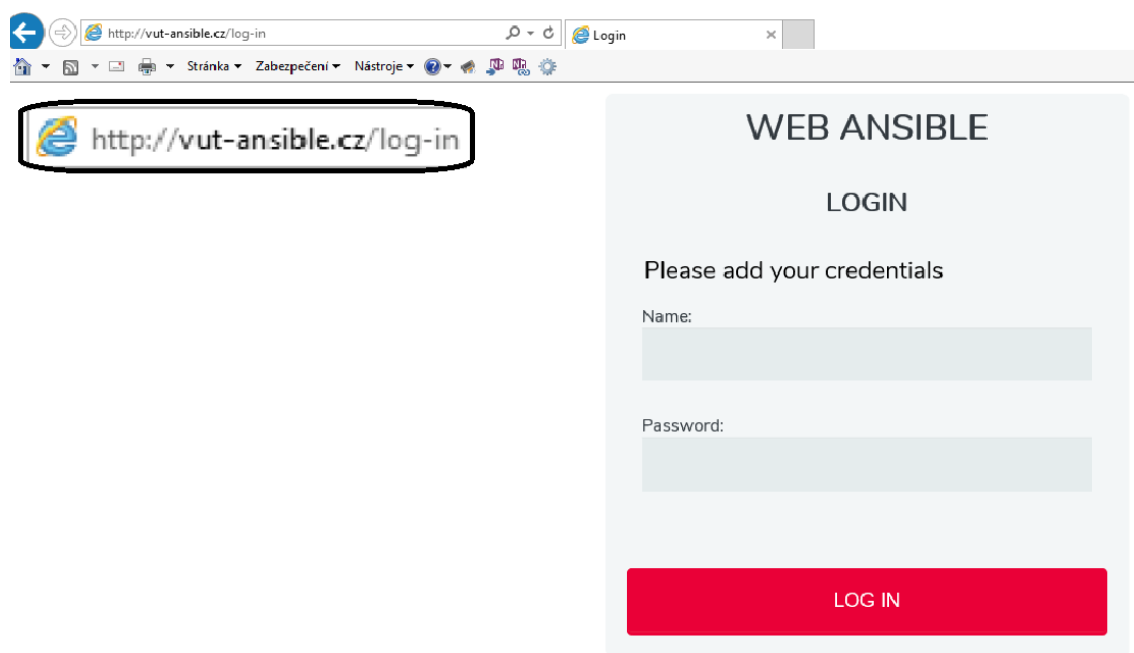 http://vut-ansible.cz/log-in
Login
Stránka Zabezpečení Nástroje
http://vut-ansible.cz/log-in
WEB ANSIBLE
LOGIN
Please add your credentials
Name:
Password:
LOG IN